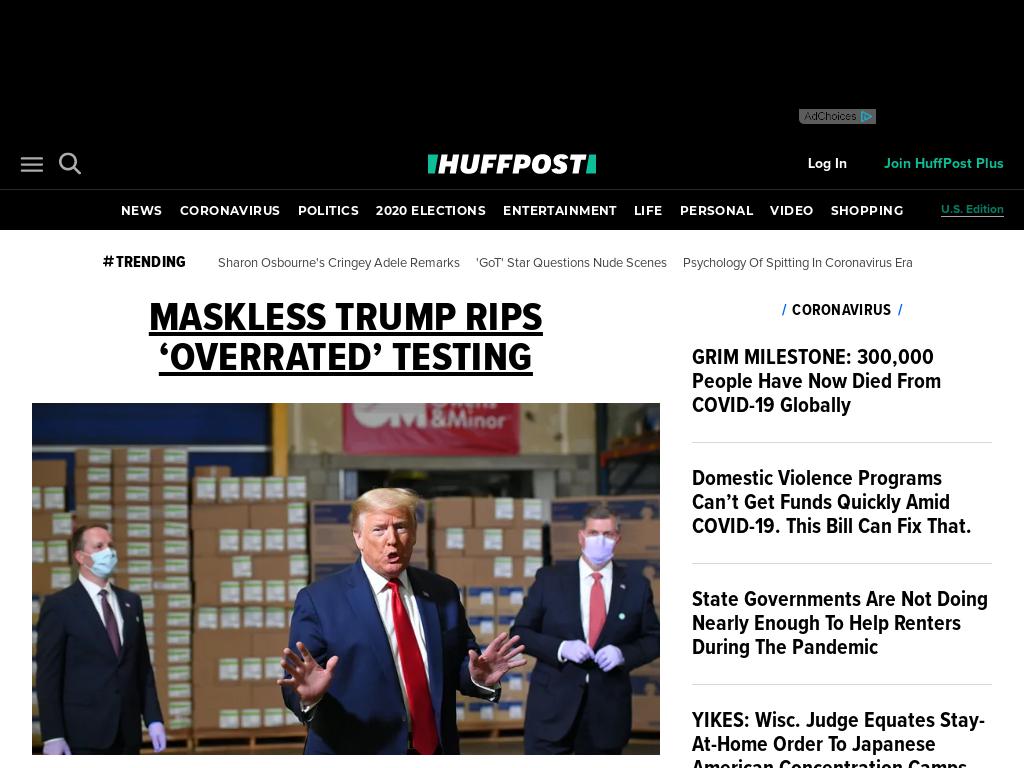 AdChoices
HUFFPOST
Log In
Join HuffPost Plus
NEWS CORONAVIRUS POLITICS 2020 ELECTIONS ENTERTAINMENT LIFE PERSONAL VIDEO SHOPPING
U.S. Edition
#TRENDING
Sharon Osbourne's Cringey Adele Remarks
'GoT' Star Questions Nude Scenes
Psychology Of Spitting In Coronavirus Era
MASKLESS TRUMP RIPS
‘OVERRATED’ TESTING
& Minor
/ CORONAVIRUS /
GRIM MILESTONE: 300,000
People Have Now Died From
COVID-19 Globally
Domestic Violence Programs
Can’t Get Funds Quickly Amid
COVID-19. This Bill Can Fix That.
State Governments Are Not Doing
Nearly Enough To Help Renters
During The Pandemic
YIKES: Wisc. Judge Equates Stay-
At-Home Order To Japanese
American Concentration Camps